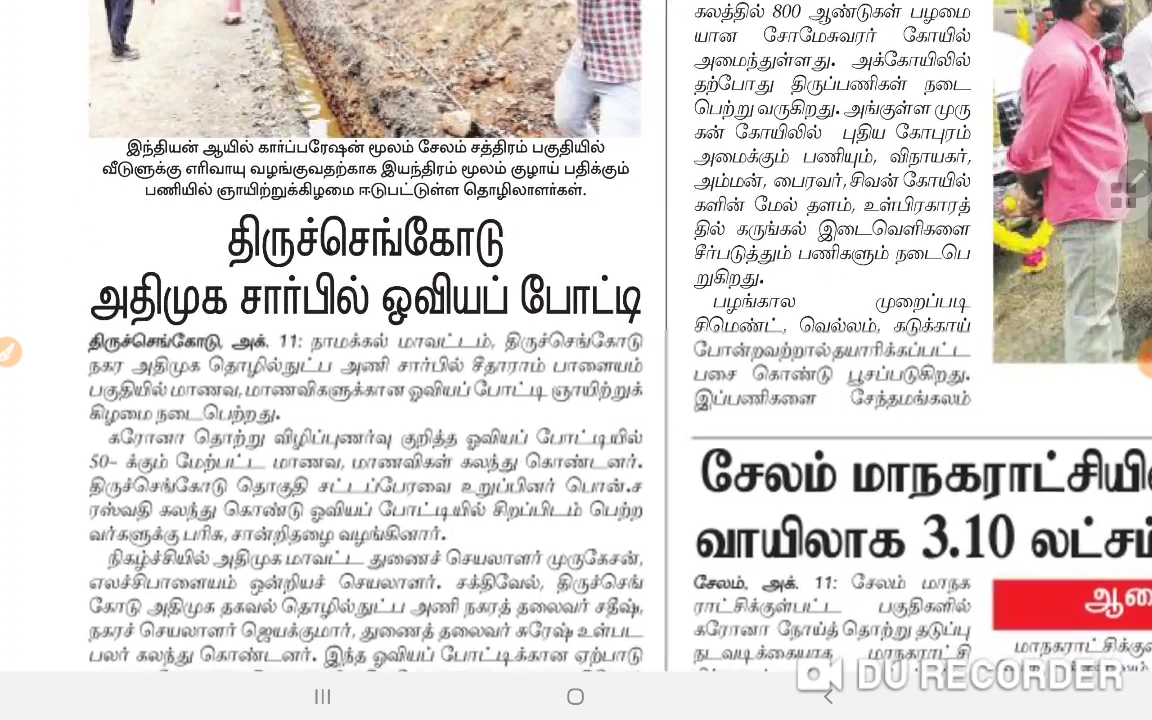 இந்தியன் ஆயில் கார்ப்பரேஷன் மூலம் சேலம் சத்திரம் பகுதியில்
வீடுளுக்கு எரிவாயு வழங்குவதற்காக இயந்திரம் மூலம் குழாய் பதிக்கும்
பணியில் ஞாயிற்றுக்கிழமை ஈடுபட்டுள்ள தொழிலாளர்கள்.
திருச்செங்கோடு
அதிமுக சார்பில் ஓவியப் போட்டி
திருச்செங்கோடு, அக். 11: நாமக்கல் மாவட்டம், திருச்செங்கோடு
நகர அதிமுக தொழில்நுட்ப அணி சார்பில் சீதாராம் பாளையம்
பகுதியில் மாணவ, மாணவிகளுக்கான ஓவியப் போட்டி ஞாயிற்றுக்
கிழமை நடைபெற்றது.
கரோனா தொற்று விழிப்புணர்வு குறித்த ஓவியப் போட்டியில்
50– க்கும் மேற்பட்ட மாணவ, மாணவிகள் கலந்து கொண்டனர்.
திருச்செங்கோடு தொகுதி சட்டப்பேரவை உறுப்பினர் பொன்.ச
ரஸ்வதி கலந்து கொண்டு ஓவியப் போட்டியில் சிறப்பிடம் பெற்ற
வர்களுக்கு பரிசு, சான்றிதழை வழங்கினார்.
நிகழ்ச்சியில் அதிமுக மாவட்ட துணைச் செயலாளர் முருகேசன்,
எலச்சிபாளையம் ஒன்றியச் செயலாளர். சக்திவேல், திருச்செங்
கோடு அதிமுக தகவல் தொழில்நுட்ப அணி நகரத் தலைவர் சதீஷ்,
நகரச் செயலாளர் ஜெயக்குமார், துணைத் தலைவர் சுரேஷ் உள்பட
பலர் கலந்து கொண்டனர். இந்த ஓவியப் போட்டிக்கான ஏற்பாடு
கலத்தில் 800 ஆண்டுகள் பழமை
யான சோமேசுவரர் கோயில்
அமைந்துள்ளது. அக்கோயிலில்
தற்போது திருப்பணிகள் நடை
பெற்று வருகிறது. அங்குள்ள முரு
கன் கோயிலில் புதிய கோபுரம்
அமைக்கும் பணியும், விநாயகர்,
அம்மன், பைரவர், சிவன் கோயில்
களின் மேல் தளம், உள்பிரகாரத்
தில் கருங்கல் இடைவெளிகளை
சீர்படுத்தும் பணிகளும் நடைபெ
றுகிறது.
பழங்கால முறைப்படி
சிமெண்ட், வெல்லம், கடுக்காய்
போன்றவற்றால்தயாரிக்கப்பட்ட
பசை கொண்டு பூசப்படுகிறது.
இப்பணிகளை சேந்தமங்கலம்
சேலம் மாநகராட்சியி
வாயிலாக 3.10 லட்சம்
சேலம், அக். 11: சேலம் மாநக
ராட்சிக்குள்பட்ட பகுதிகளில்
கரோனா நோய்த் தொற்று தடுப்பு
நடவடிக்கையாக மாநகராட்சி
மாநகராட்சிக்கு
DU RECORDER